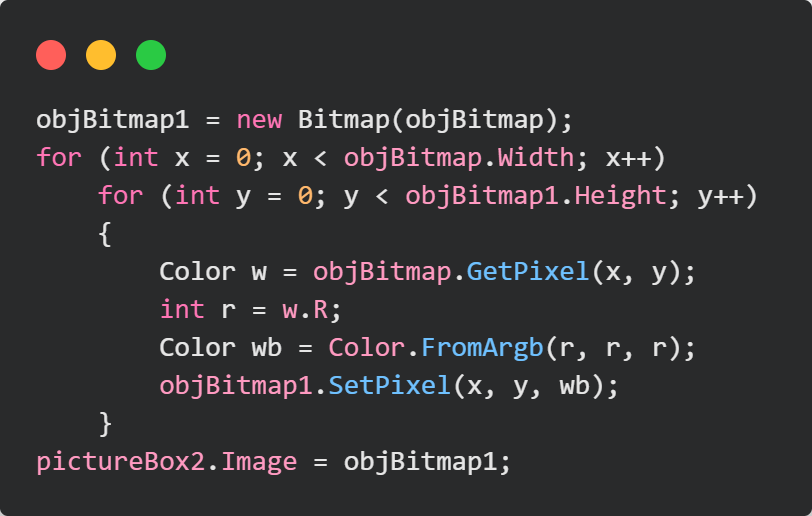 objBitmap1 = new Bitmap(objBitmap);
for (int x = 0; x < objBitmap.Width; x++)
    for (int y = 0; y < objBitmap1.Height; y++)
    {
        Color w = objBitmap.GetPixel(x, y);
        int r = w.R;
        Color wb = Color.FromArgb(r, r, r);
        objBitmap1.SetPixel(x, y, wb);
    }
pictureBox2.Image = objBitmap1;